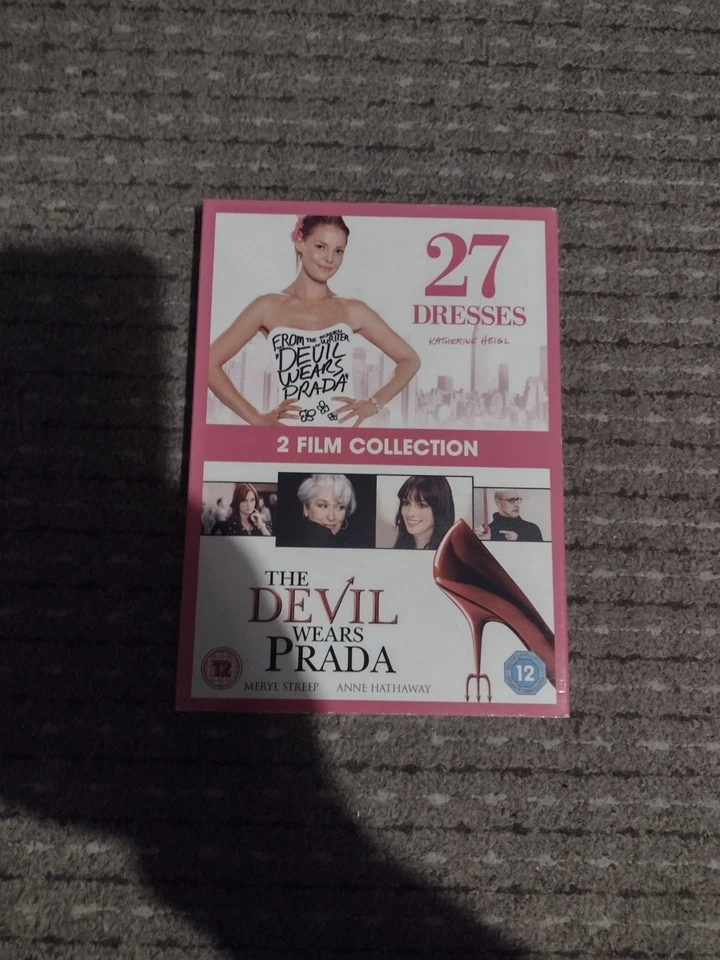 27
DRESSES
KATHERINE HEIGL
FROM THE SCREEN
WRITER
"DEVIL
WEARS
PRADA"
2 FILM COLLECTION
THE
DEVIL
WEARS
PRADA
12
MERYL STREEP ANNE HATHAWAY
12